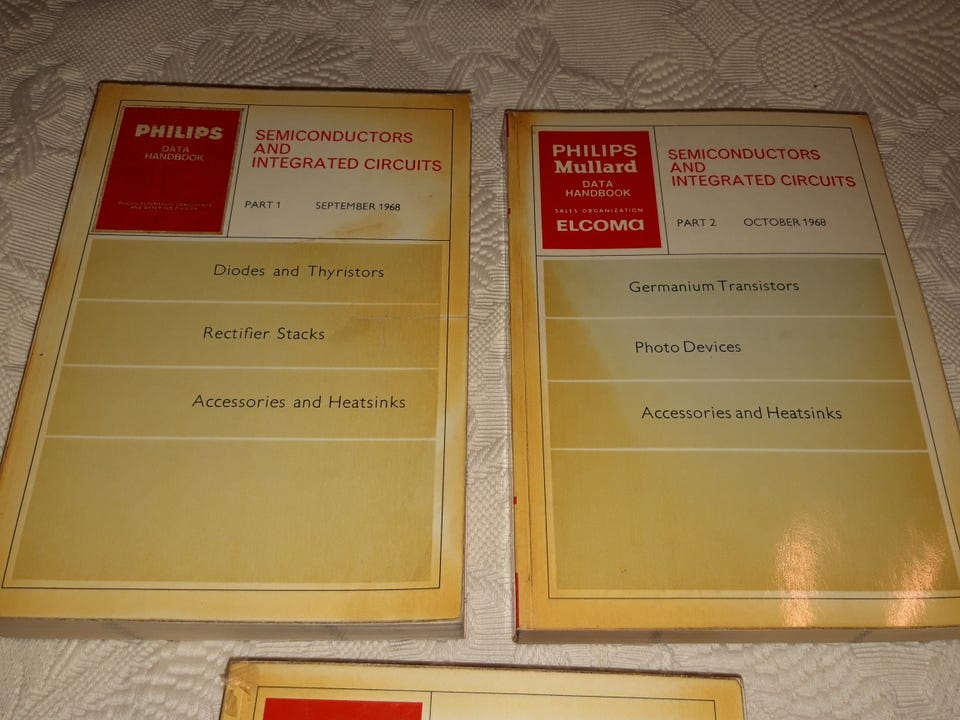 PHILIPS
DATA
HANDBOOK
SEMICONDUCTORS
AND
INTEGRATED CIRCUITS
PART 1 SEPTEMBER 1968
Diodes and Thyristors
Rectifier Stacks
Accessories and Heatsinks
PHILIPS
Mullard
DATA
HANDBOOK
SALES ORGANIZATION
ELCOMA
SEMICONDUCTORS
AND
INTEGRATED CIRCUITS
PART 2 OCTOBER 1968
Germanium Transistors
Photo Devices
Accessories and Heatsinks